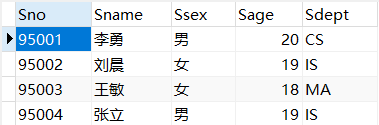 Sno Sname Ssex Sage Sdept
95001 李勇 男 20 CS
95002 刘晨 女 19 IS
95003 王敏 女 18 MA
95004 张立 男 19 IS